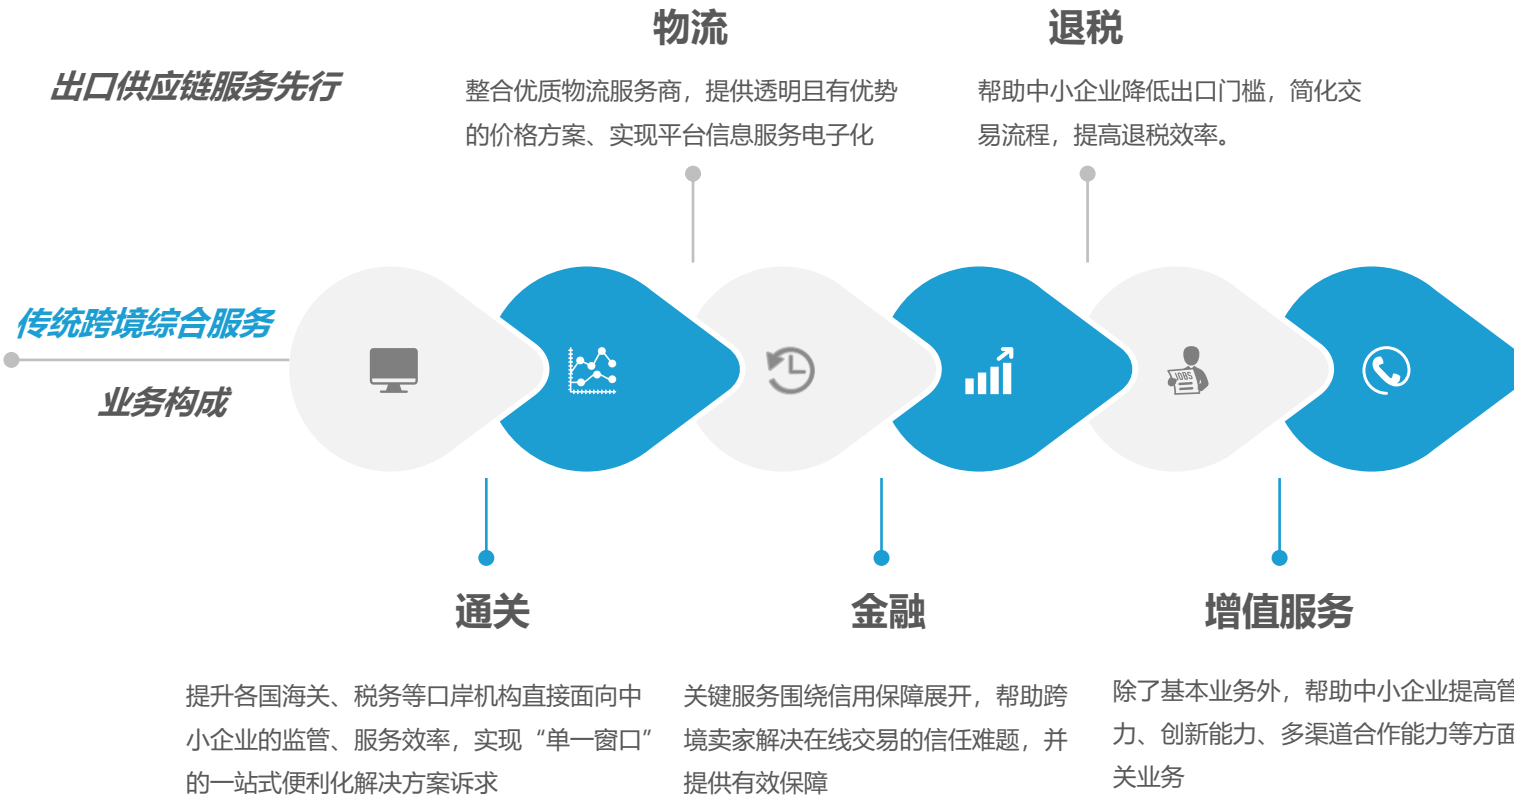 物流
退税
出口供应链服务先行
整合优质物流服务商，提供透明且有优势
的价格方案、实现平台信息服务电子化
帮助中小企业降低出口门槛，简化交
易流程，提高退税效率。
传统跨境综合服务
业务构成
JOBS
通关
金融
增值服务
提升各国海关、税务等口岸机构直接面向中
小企业的监管、服务效率，实现“单一窗口”
的一站式便利化解决方案诉求
关键服务围绕信用保障展开，帮助跨
境卖家解决在线交易的信任难题，并
提供有效保障
除了基本业务外，帮助中小企业提高管
力、创新能力、多渠道合作能力等方面
关业务